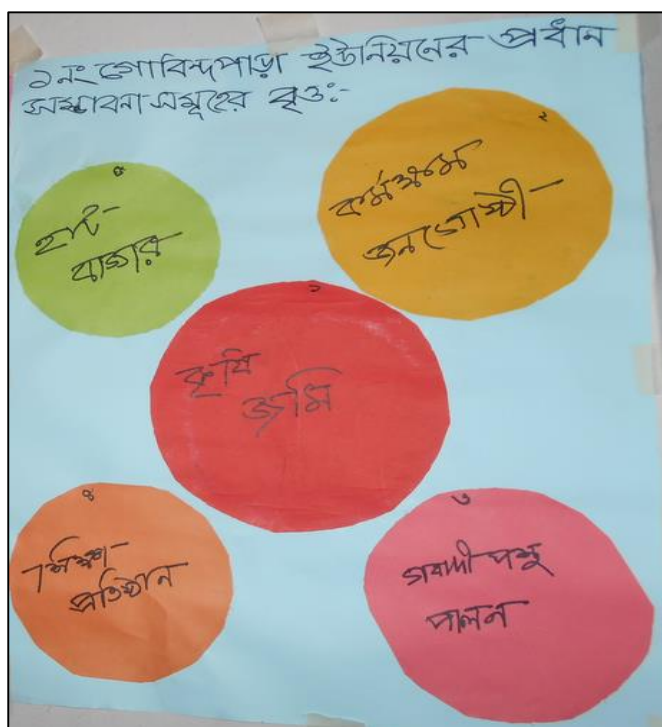 ১নং গোবিন্দপাড়া ইউনিয়নের প্রধান
সম্ভাবনা সমূহের বৃত্ত:-
৫
হাট-
বাজার
২
কর্মক্ষম
জনগোষ্ঠী-
১
কৃষি
জমি
৪
শিক্ষা-
প্রতিষ্ঠান
৩
গবাদী পশু
পালন